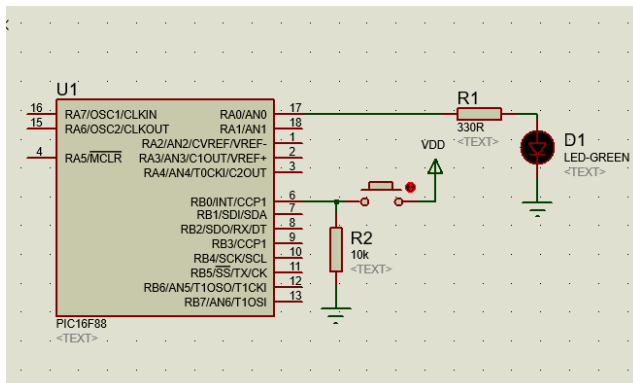 U1
16 RA7/OSC1/CLKIN RA0/AN0 17
15 RA6/OSC2/CLKOUT RA1/AN1 18
RA2/AN2/CVREF/VREF- 1
4 RA5/MCLR RA3/AN3/C1OUT/VREF+ 2
RA4/AN4/T0CKI/C2OUT 3
RB0/INT/CCP1 6
RB1/SDI/SDA 7
RB2/SDO/RX/DT 8
RB3/CCP1 9
RB4/SCK/SCL 10
RB5/SS/TX/CK 11
RB6/AN5/T1OSO/T1CKI 12
RB7/AN6/T1OSI 13
PIC16F88
<TEXT>
R1
330R
<TEXT>
VDD
D1
LED-GREEN
<TEXT>
R2
10k
<TEXT>